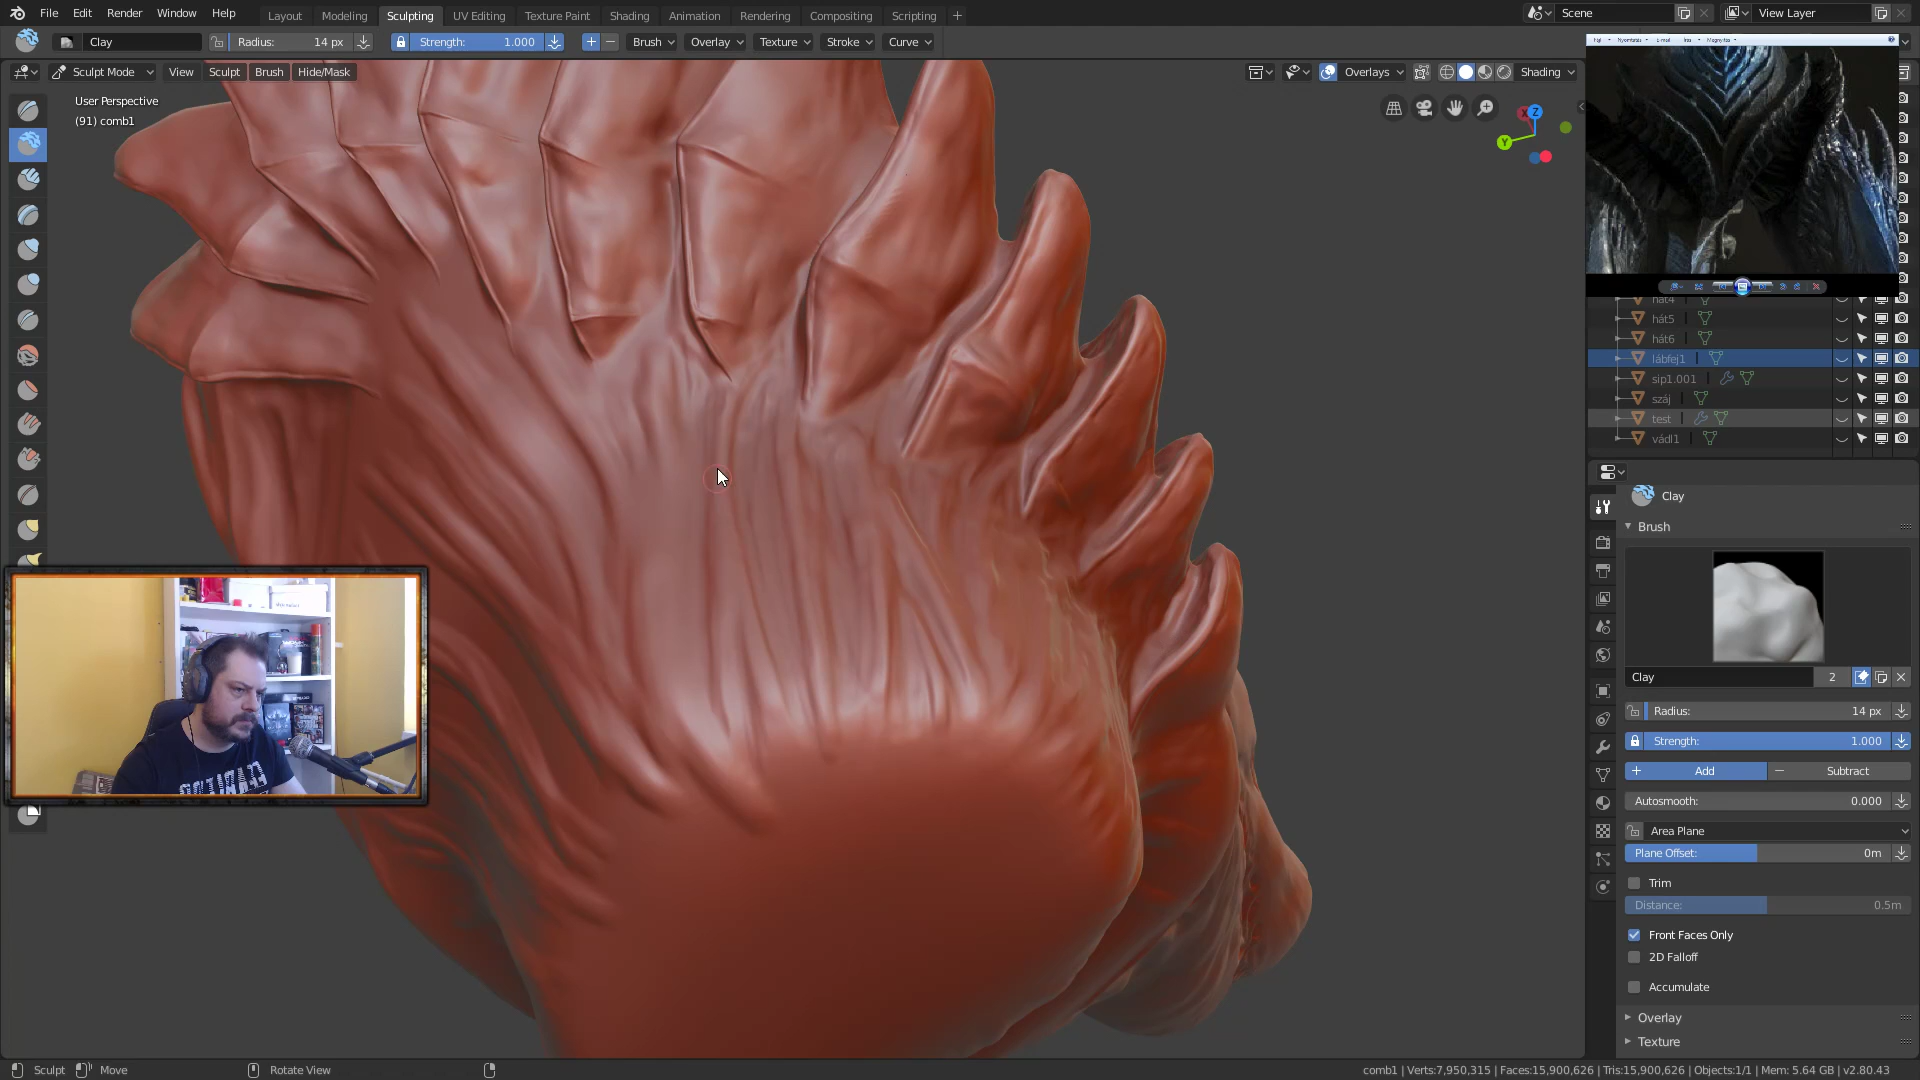 File Edit Render Window Help Layout Modeling Sculpting UV Editing Texture Paint Shading Animation Rendering Compositing Scripting + Scene View Layer
Clay Radius: 14 px Strength: 1.000 Brush Overlay Texture Stroke Curve
Sculpt Mode View Sculpt Brush Hide/Mask Overlays Shading
User Perspective
(91) comb1
X Z
Y
hát4
hát5
hát6
lábfej1
sip1.001
száj
test
vádl1
Clay
Brush
Clay 2
Radius: 14 px
Strength: 1.000
+ Add − Subtract
Autosmooth: 0.000
Area Plane
Plane Offset: 0m
Trim
Distance: 0.5m
Front Faces Only
2D Falloff
Accumulate
Overlay
Texture
Sculpt Move Rotate View comb1 | Verts:7,950,315 | Faces:15,900,626 | Tris:15,900,626 | Objects:1/1 | Mem: 5.64 GB | v2.80.43